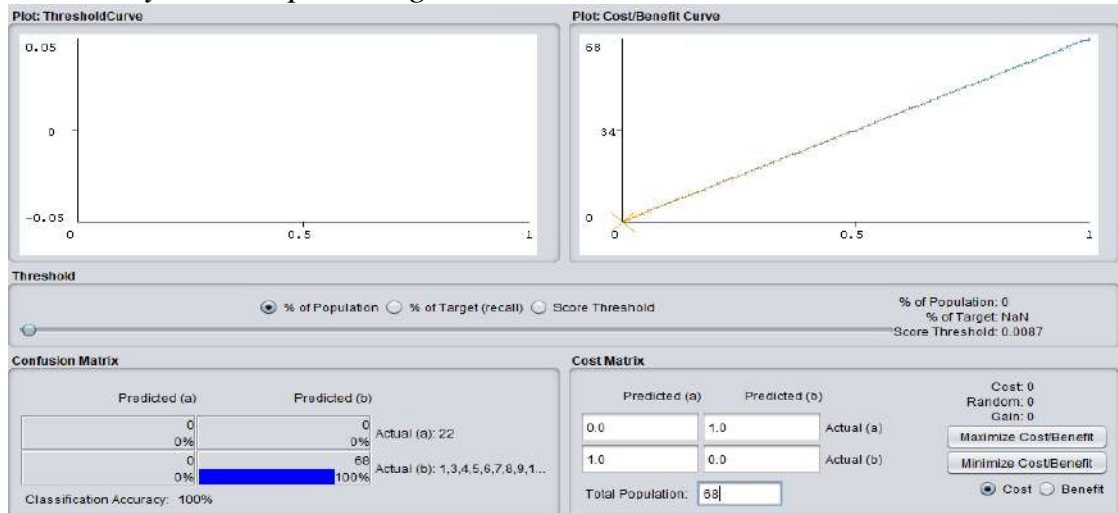 Plot: ThresholdCurve
0.05
0
-0.05
0 0.5 1
Plot: Cost/Benefit Curve
68
34
0
0 0.5 1
Threshold
% of Population % of Target (recall) Score Threshold
% of Population: 0
% of Target: NaN
Score Threshold: 0.0087
Confusion Matrix
Predicted (a) Predicted (b)
0 0 Actual (a): 22
0% 0%
0 68 Actual (b): 1,3,4,5,6,7,8,9,1...
0% 100%
Classification Accuracy: 100%
Cost Matrix
Predicted (a) Predicted (b)
0.0 1.0 Actual (a)
1.0 0.0 Actual (b)
Total Population: 68
Cost: 0
Random: 0
Gain: 0
Maximize Cost/Benefit
Minimize Cost/Benefit
Cost Benefit